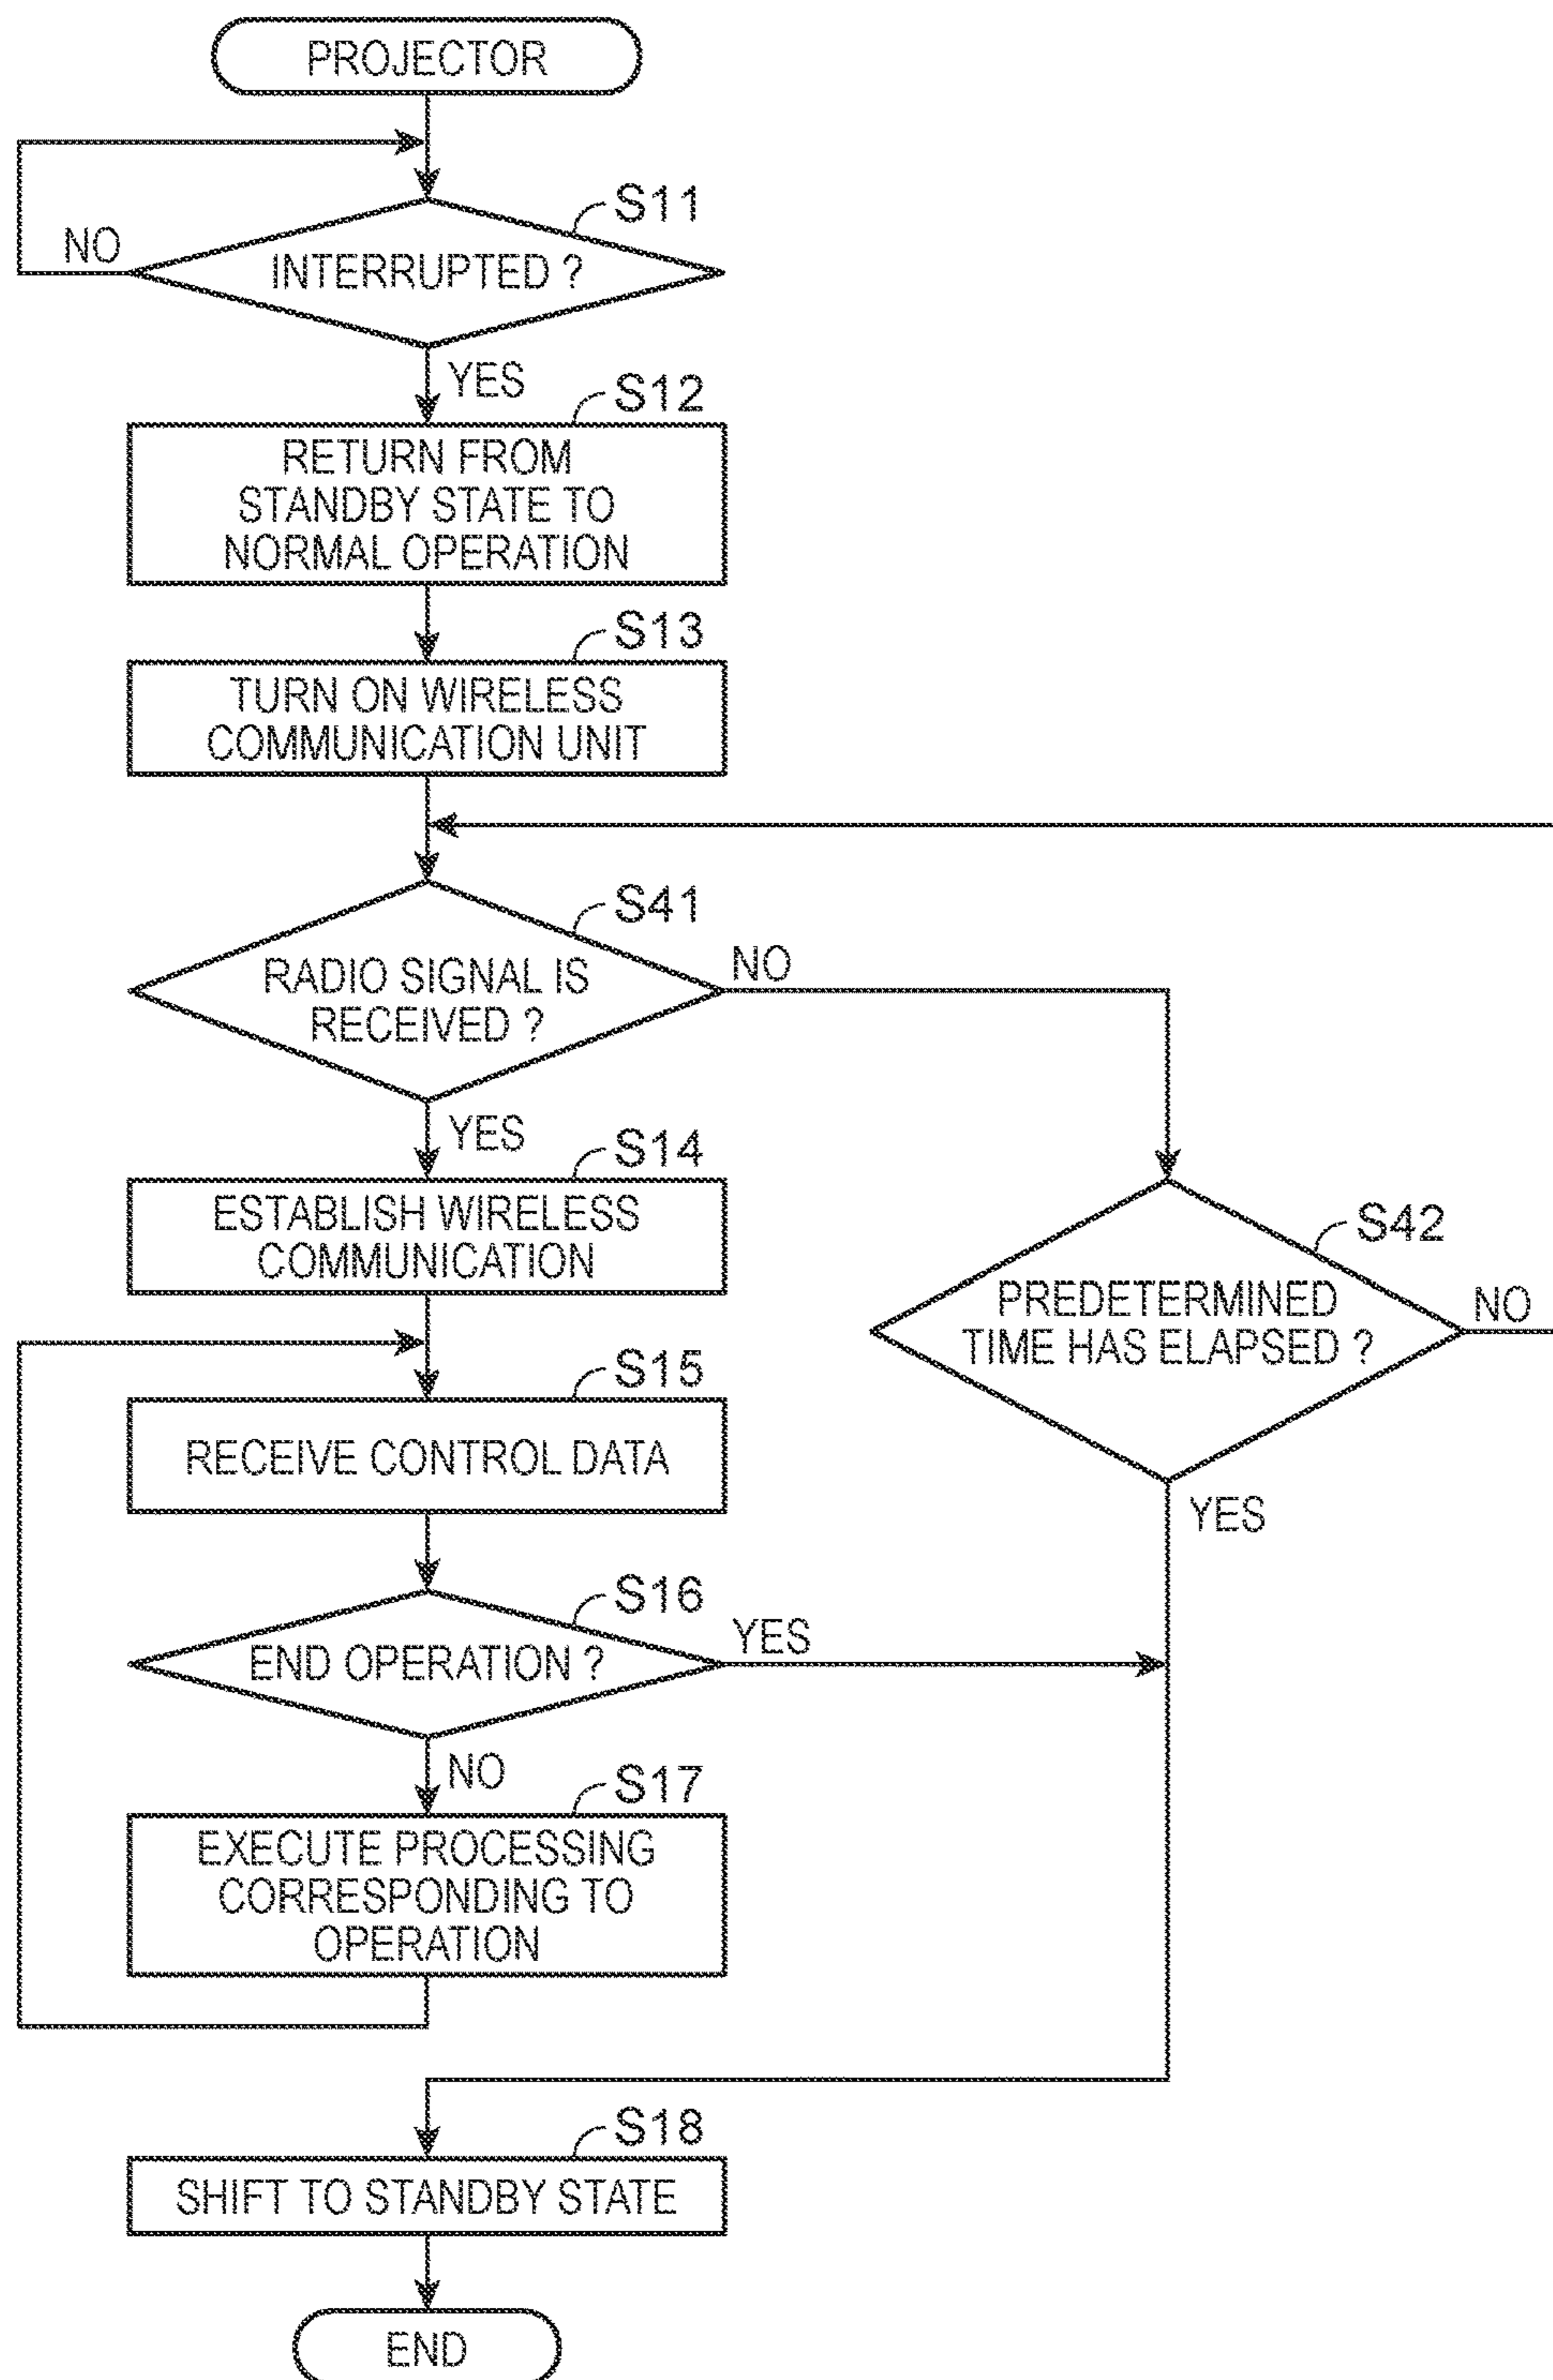 PROJECTOR
S11
NO
INTERRUPTED ?
YES
S12
RETURN FROM
STANDBY STATE TO
NORMAL OPERATION
S13
TURN ON WIRELESS
COMMUNICATION UNIT
S41
RADIO SIGNAL IS
RECEIVED ?
NO
YES
S14
ESTABLISH WIRELESS
COMMUNICATION
S42
PREDETERMINED
TIME HAS ELAPSED ?
NO
YES
S15
RECEIVE CONTROL DATA
S16
END OPERATION ?
YES
NO
S17
EXECUTE PROCESSING
CORRESPONDING TO
OPERATION
S18
SHIFT TO STANDBY STATE
END